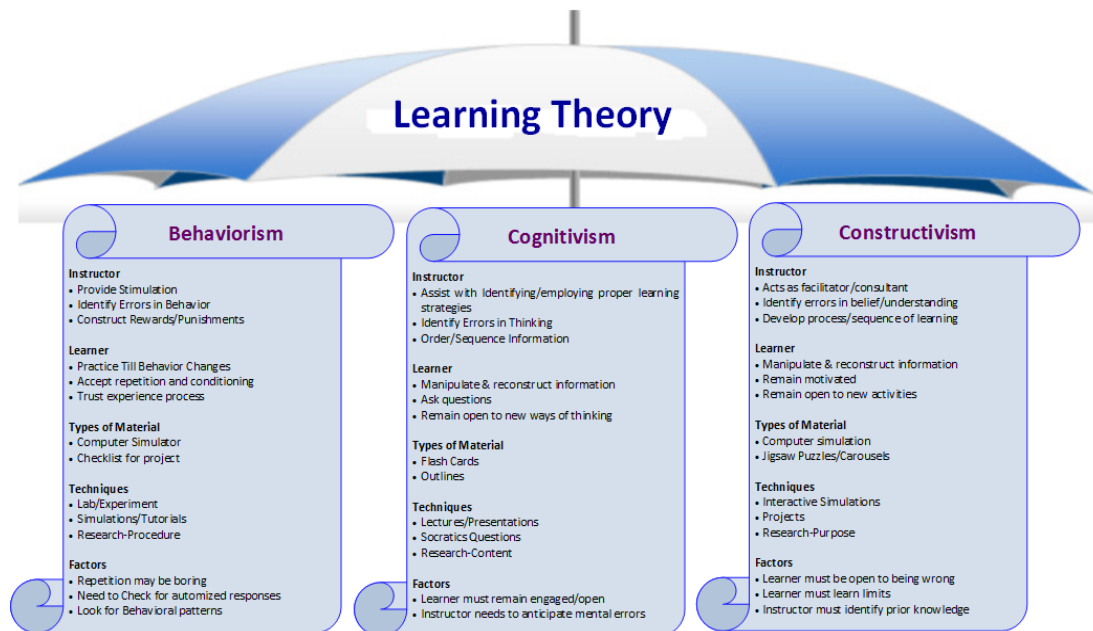 Learning Theory
Behaviorism
Instructor
• Provide Stimulation
• Identify Errors in Behavior
• Construct Rewards/Punishments
Learner
• Practice Till Behavior Changes
• Accept repetition and conditioning
• Trust experience process
Types of Material
• Computer Simulator
• Checklist for project
Techniques
• Lab/Experiment
• Simulations/Tutorials
• Research-Procedure
Factors
• Repetition may be boring
• Need to Check for automized responses
• Look for Behavioral patterns
Cognitivism
Instructor
• Assist with Identifying/employing proper learning
strategies
• Identify Errors in Thinking
• Order/Sequence Information
Learner
• Manipulate & reconstruct information
• Ask questions
• Remain open to new ways of thinking
Types of Material
• Flash Cards
• Outlines
Techniques
• Lectures/Presentations
• Socratics Questions
• Research-Content
Factors
• Learner must remain engaged/open
• Instructor needs to anticipate mental errors
Constructivism
Instructor
• Acts as facilitator/consultant
• Identify errors in belief/understanding
• Develop process/sequence of learning
Learner
• Manipulate & reconstruct information
• Remain motivated
• Remain open to new activities
Types of Material
• Computer simulation
• Jigsaw Puzzles/Carousels
Techniques
• Interactive Simulations
• Projects
• Research-Purpose
Factors
• Learner must be open to being wrong
• Learner must learn limits
• Instructor must identify prior knowledge